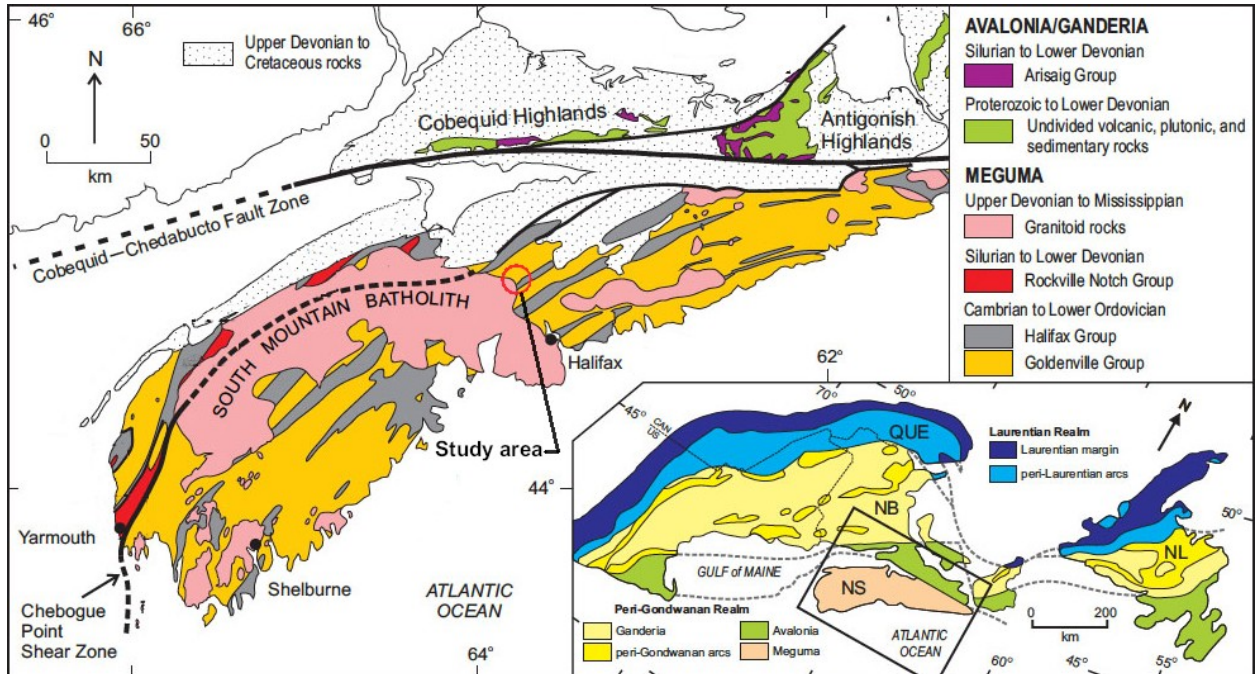 46°
66°
N
0 50
km
Upper Devonian to
Cretaceous rocks
Cobequid Highlands
Antigonish
Highlands
Cobequid—Chedabucto Fault Zone
SOUTH MOUNTAIN BATHOLITH
Halifax
62°
Study area
44°
Yarmouth
Shelburne
Chebogue
Point
Shear Zone
ATLANTIC
OCEAN
64°
AVALONIA/GANDERIA
Silurian to Lower Devonian
Arisaig Group
Proterozoic to Lower Devonian
Undivided volcanic, plutonic, and
sedimentary rocks
MEGUMA
Upper Devonian to Mississippian
Granitoid rocks
Silurian to Lower Devonian
Rockville Notch Group
Cambrian to Lower Ordovician
Halifax Group
Goldenville Group
70°
50°
45°
CAN
US
QUE
NB
NS
NL
N
Laurentian Realm
Laurentian margin
peri-Laurentian arcs
50°
GULF of MAINE
Peri-Gondwanan Realm
Ganderia
peri-Gondwanan arcs
Avalonia
Meguma
ATLANTIC
OCEAN
0 200
km
60°
45°
55°